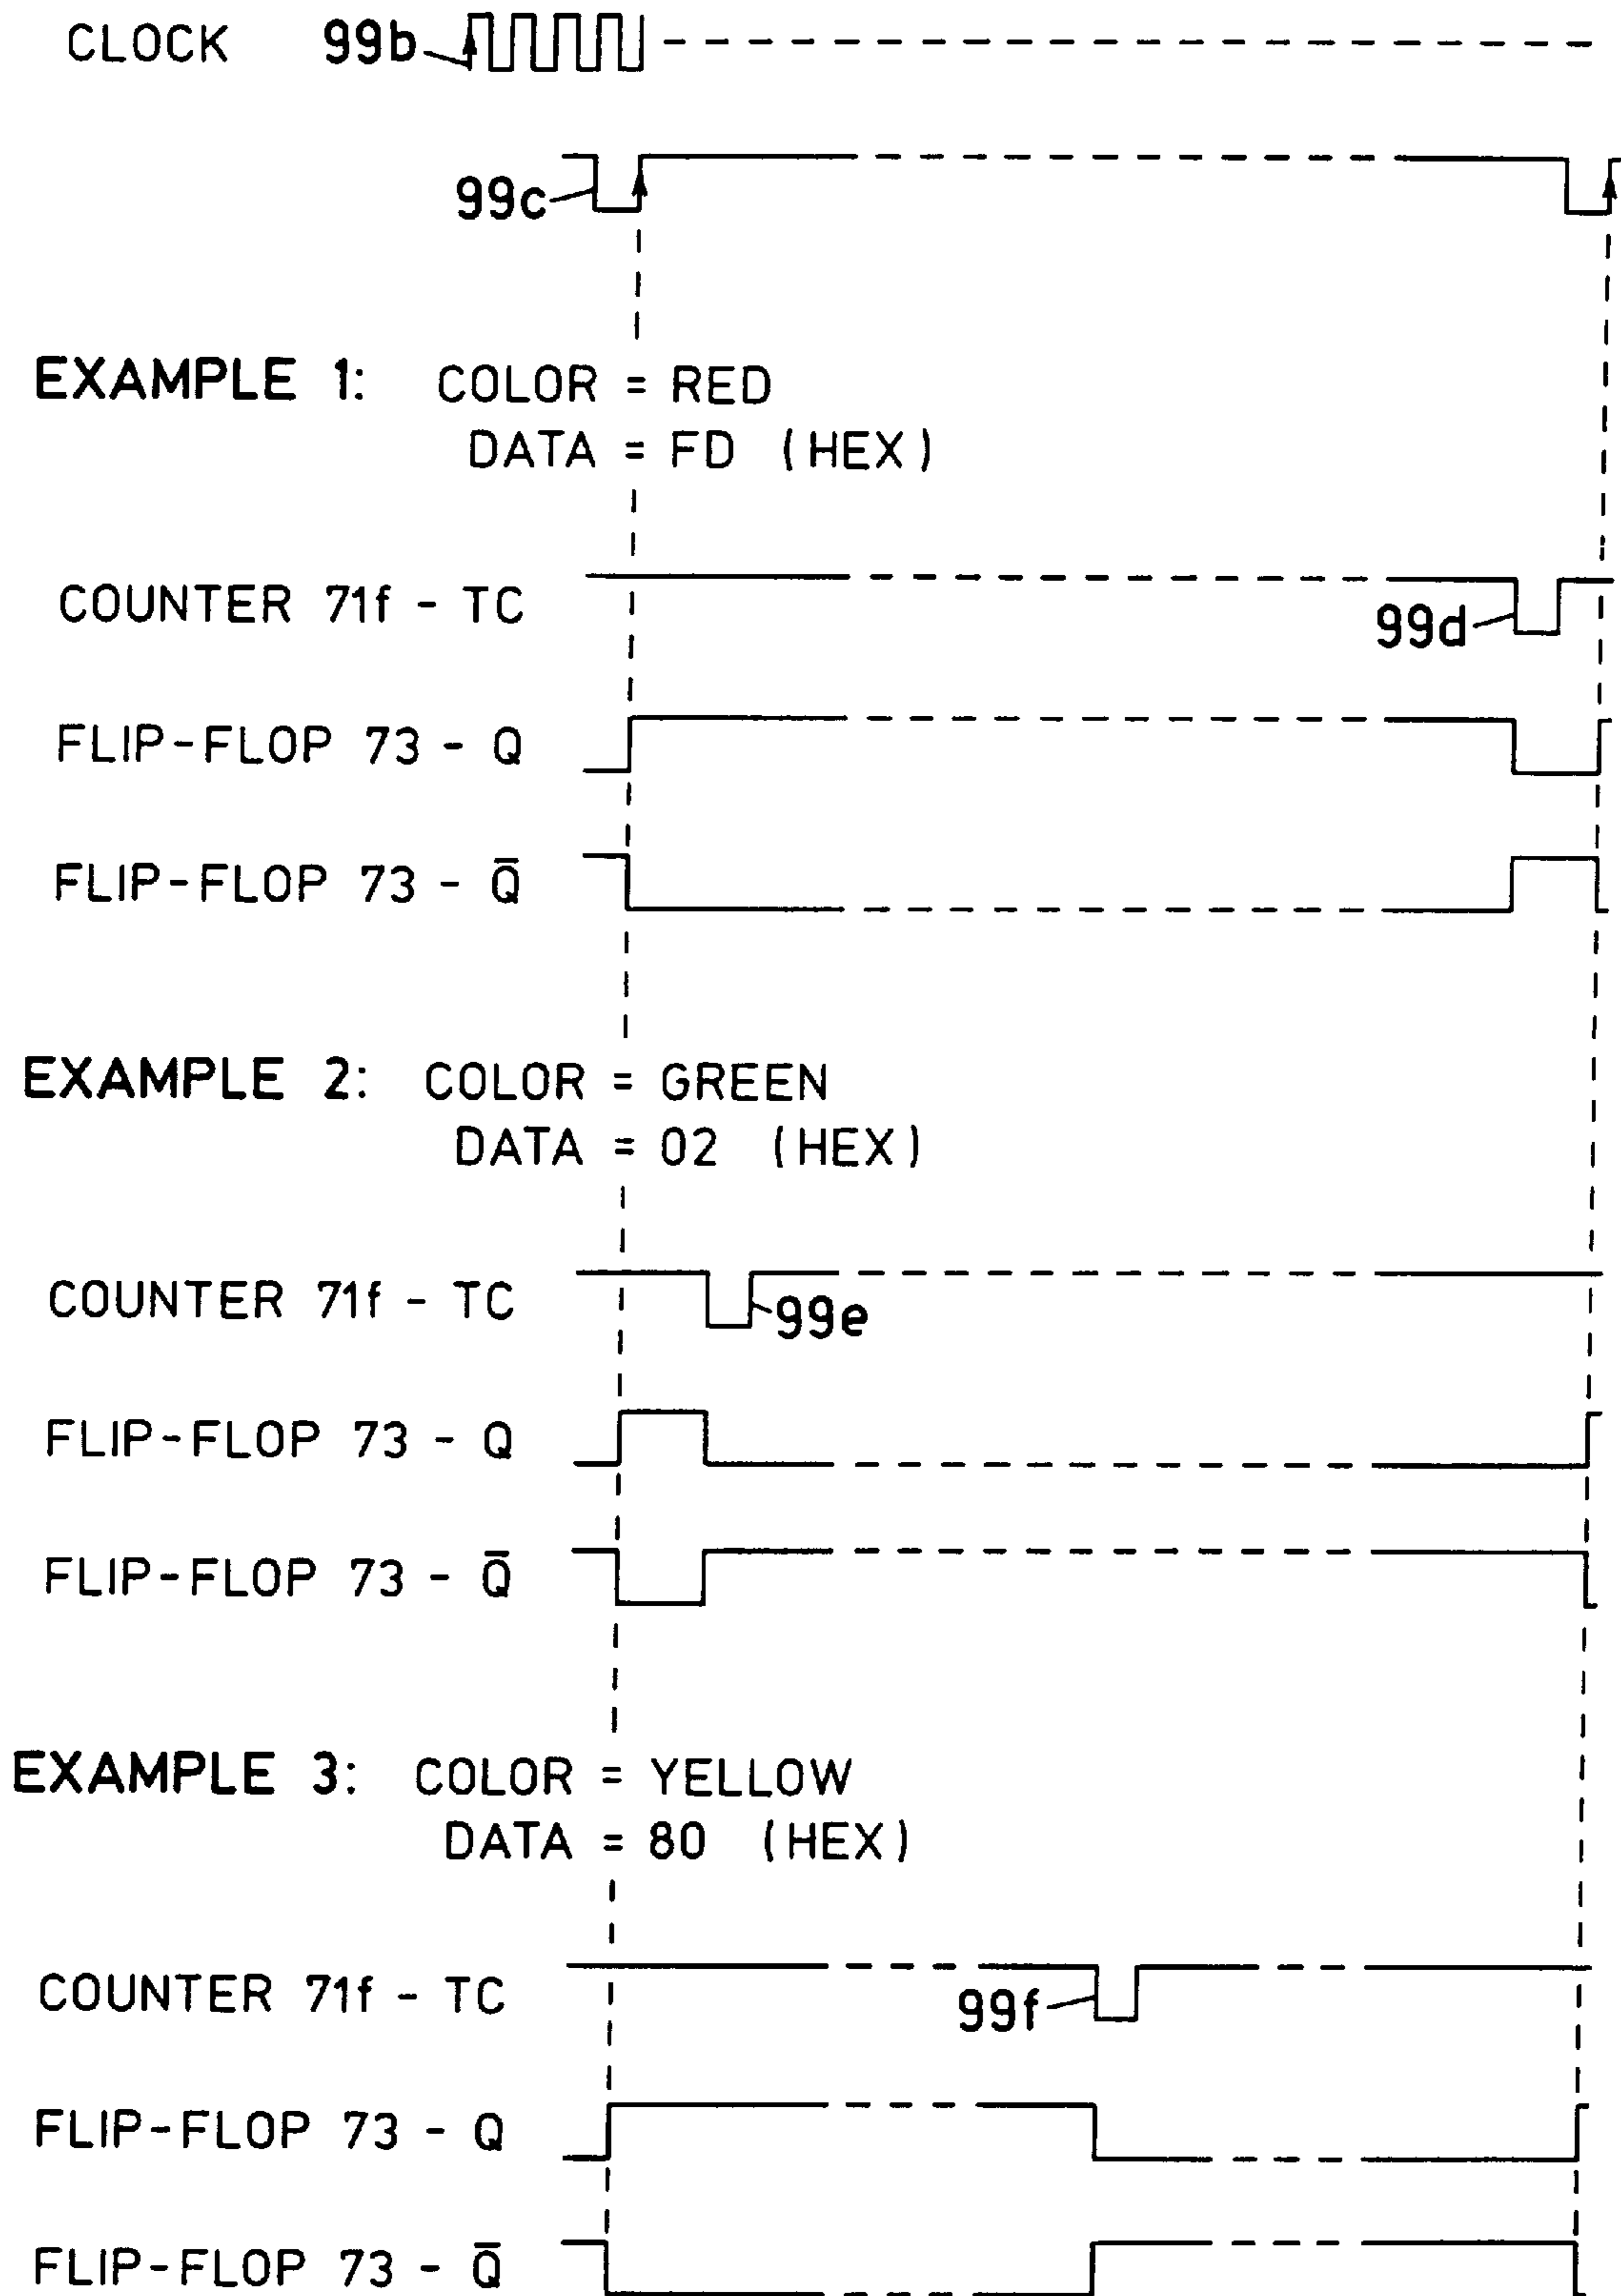 CLOCK 99b
99c
EXAMPLE 1: COLOR = RED
DATA = FD (HEX)
COUNTER 71f - TC
99d
FLIP-FLOP 73 - Q
FLIP-FLOP 73 - Q̅
EXAMPLE 2: COLOR = GREEN
DATA = 02 (HEX)
COUNTER 71f - TC
99e
FLIP-FLOP 73 - Q
FLIP-FLOP 73 - Q̅
EXAMPLE 3: COLOR = YELLOW
DATA = 80 (HEX)
COUNTER 71f - TC
99f
FLIP-FLOP 73 - Q
FLIP-FLOP 73 - Q̅